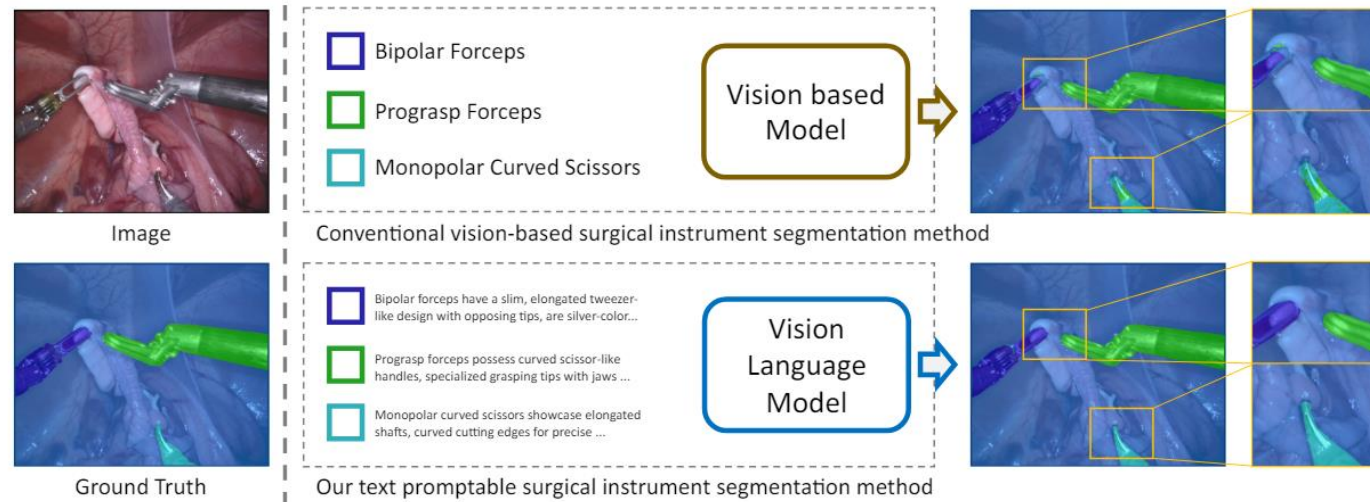 Image
Ground Truth
Bipolar Forceps
Prograsp Forceps
Monopolar Curved Scissors
Vision based
Model
Conventional vision-based surgical instrument segmentation method
Bipolar forceps have a slim, elongated tweezer-
like design with opposing tips, are silver-color...
Prograsp forceps possess curved scissor-like
handles, specialized grasping tips with jaws ...
Monopolar curved scissors showcase elongated
shafts, curved cutting edges for precise ...
Vision
Language
Model
Our text promptable surgical instrument segmentation method